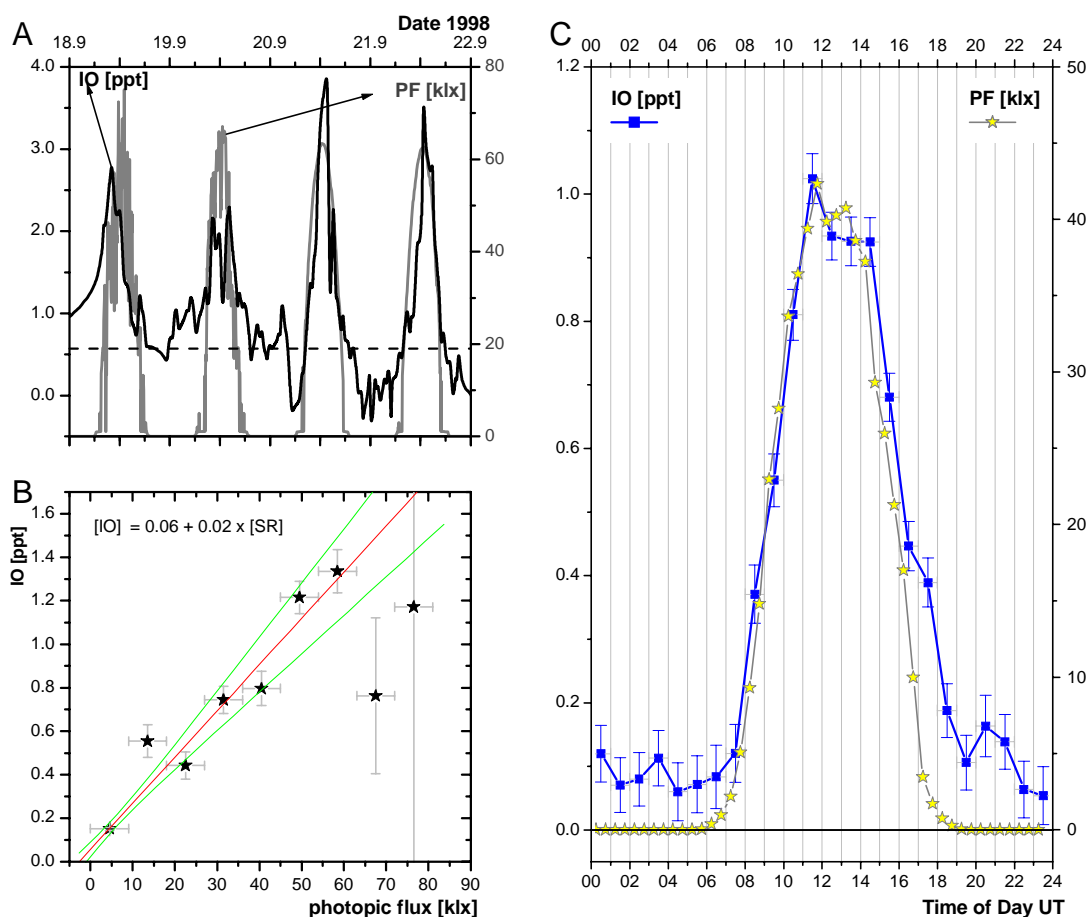 A
Date 1998
18.9 19.9 20.9 21.9 22.9
IO [ppt]
PF [klx]
4.0
3.0
2.0
1.0
0.0
80
60
40
20
0
B
[IO] = 0.06 + 0.02 x [SR]
IO [ppt]
1.6
1.4
1.2
1.0
0.8
0.6
0.4
0.2
0.0
0 10 20 30 40 50 60 70 80 90
photopic flux [klx]
C
Time of Day UT
00 02 04 06 08 10 12 14 16 18 20 22 24
IO [ppt]
PF [klx]
1.2
1.0
0.8
0.6
0.4
0.2
0.0
50
40
30
20
10
0
00 02 04 06 08 10 12 14 16 18 20 22 24
Time of Day UT